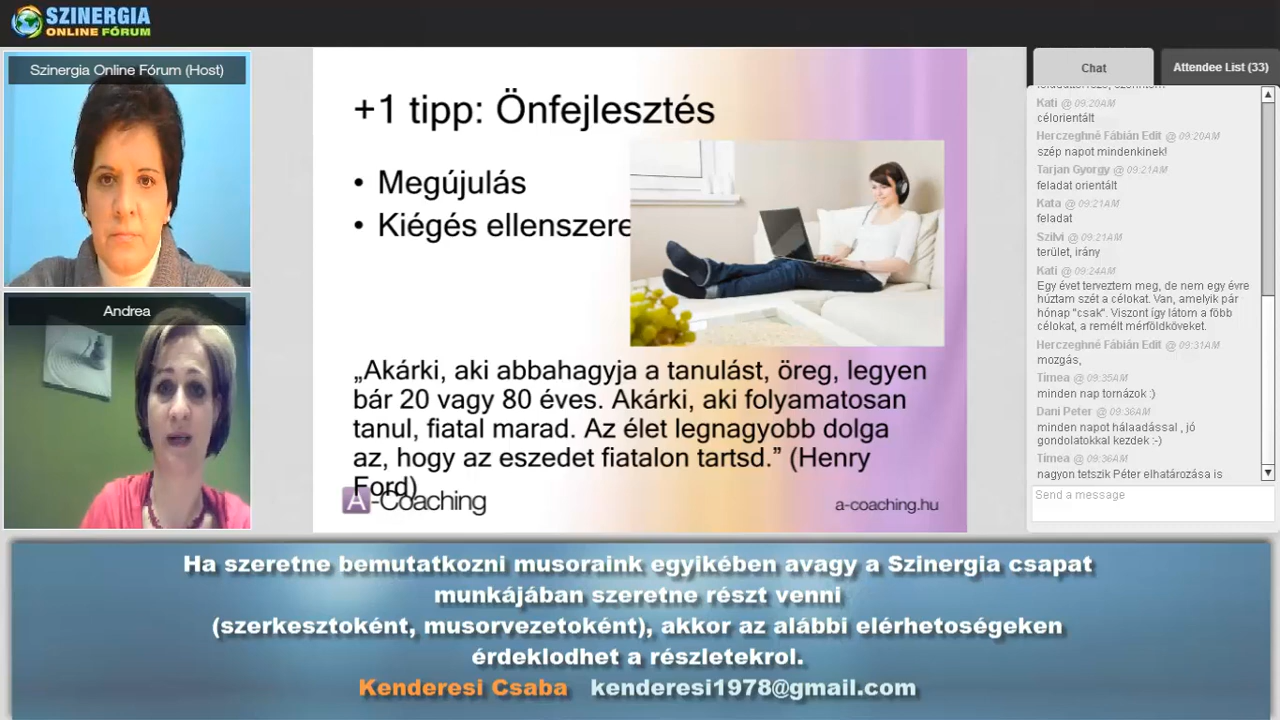 SZINERGIA
ONLINE FÓRUM
Szinergia Online Fórum (Host)
Andrea
+1 tipp: Önfejlesztés
• Megújulás
• Kiégés ellenszere
„Akárki, aki abbahagyja a tanulást, öreg, legyen
bár 20 vagy 80 éves. Akárki, aki folyamatosan
tanul, fiatal marad. Az élet legnagyobb dolga
az, hogy az eszedet fiatalon tartsd.” (Henry
Ford)
A-Coaching
a-coaching.hu
Chat
Attendee List (33)
Kati @ 09:20AM
célorientált
Herczeghné Fábián Edit @ 09:20AM
szép napot mindenkinek!
Tarjan Gyorgy @ 09:21AM
feladat orientált
Kata @ 09:21AM
feladat
Szilvi @ 09:21AM
terület, irány
Kati @ 09:24AM
Egy évet terveztem meg, de nem egy évre
húztam szét a célokat. Van, amelyik pár
hónap "csak". Viszont így látom a főbb
célokat, a remélt mérföldköveket.
Herczeghné Fábián Edit @ 09:31AM
mozgás,
Tímea @ 09:35AM
minden nap tornázok :)
Dani Peter @ 09:36AM
minden napot hálaadással , jó
gondolatokkal kezdek :-)
Tímea @ 09:36AM
nagyon tetszik Péter elhatározása is
Send a message
Ha szeretne bemutatkozni musoraink egyikében avagy a Szinergia csapat
munkájában szeretne részt venni
(szerkesztoként, musorvezetoként), akkor az alábbi elérhetoségeken
érdeklodhet a részletekrol.
Kenderesi Csaba kenderesi1978@gmail.com